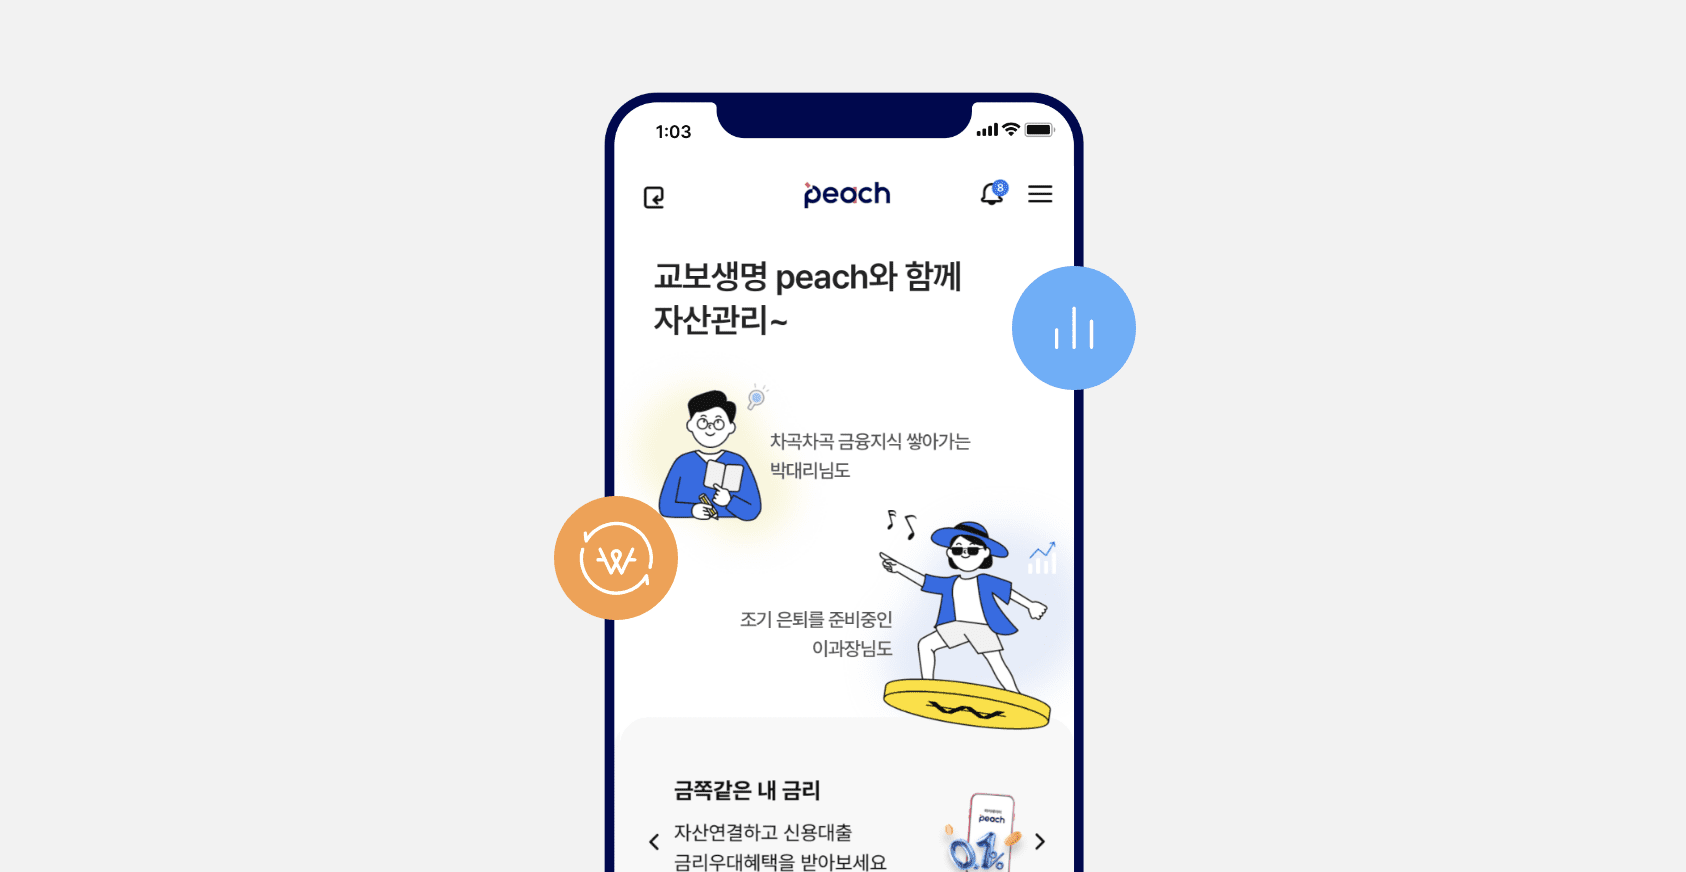 1:03
peach
8
교보생명 peach와 함께
자산관리~
차곡차곡 금융지식 쌓아가는
박대리님도
조기 은퇴를 준비중인
이과장님도
금쪽같은 내 금리
자산연결하고 신용대출
금리우대혜택을 받아보세요
peach
0.1%